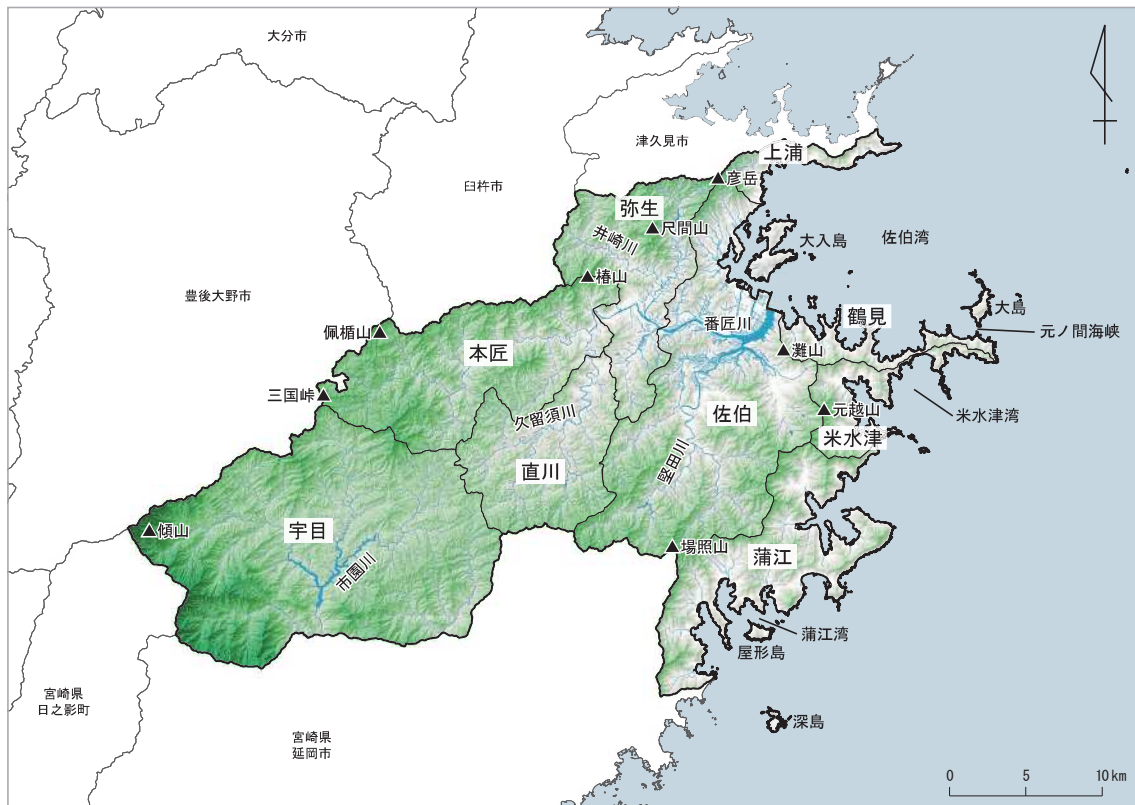 大分市
津久見市
上浦
彦岳
臼杵市
弥生
尺間山
井崎川
大入島
佐伯湾
椿山
豊後大野市
大島
鶴見
元ノ間海峡
番匠川
佩楯山
灘山
本匠
三国峠
元越山
米水津湾
久留須川
佐伯
米水津
堅田川
直川
傾山
宇目
場照山
蒲江
市園川
蒲江湾
屋形島
宮崎県
日之影町
深島
宮崎県
延岡市
0 5 10km